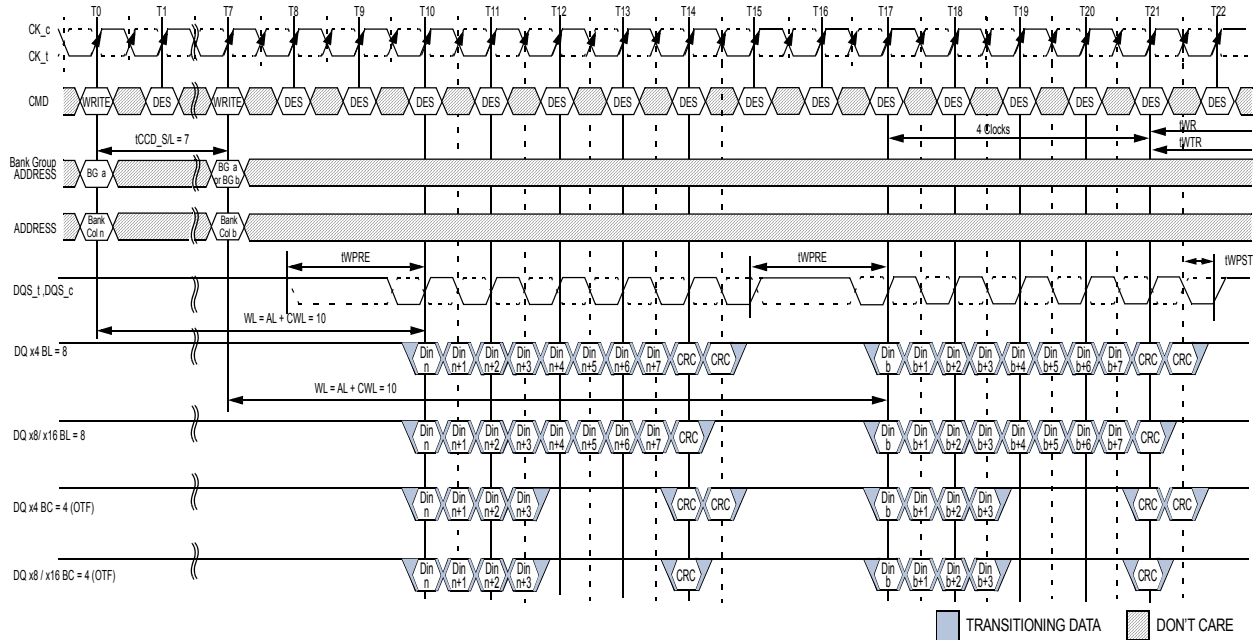 T0 T1 T7 T8 T9 T10 T11 T12 T13 T14 T15 T16 T17 T18 T19 T20 T21 T22
CK_c
CK_t
CMD WRITE DES WRITE DES DES DES DES DES DES DES DES DES DES DES DES DES DES DES
tCCD_S/L = 7
4 Clocks
tWR
tWTR
Bank Group
ADDRESS
BG a
BG a
or BG b
ADDRESS
Bank
Col n
Bank
Col b
tWPRE
tWPRE
tWPST
DQS_t ,DQS_c
WL = AL + CWL = 10
DQ x4 BL = 8
Din n Din n+1 Din n+2 Din n+3 Din n+4 Din n+5 Din n+6 Din n+7 CRC CRC
Din b Din b+1 Din b+2 Din b+3 Din b+4 Din b+5 Din b+6 Din b+7 CRC CRC
WL = AL + CWL = 10
DQ x8/ x16 BL = 8
Din n Din n+1 Din n+2 Din n+3 Din n+4 Din n+5 Din n+6 Din n+7 CRC
Din b Din b+1 Din b+2 Din b+3 Din b+4 Din b+5 Din b+6 Din b+7 CRC
DQ x4 BC = 4 (OTF)
Din n Din n+1 Din n+2 Din n+3 CRC CRC
Din b Din b+1 Din b+2 Din b+3 CRC CRC
DQ x8 / x16 BC = 4 (OTF)
Din n Din n+1 Din n+2 Din n+3 CRC
Din b Din b+1 Din b+2 Din b+3 CRC
TRANSITIONING DATA
DON'T CARE